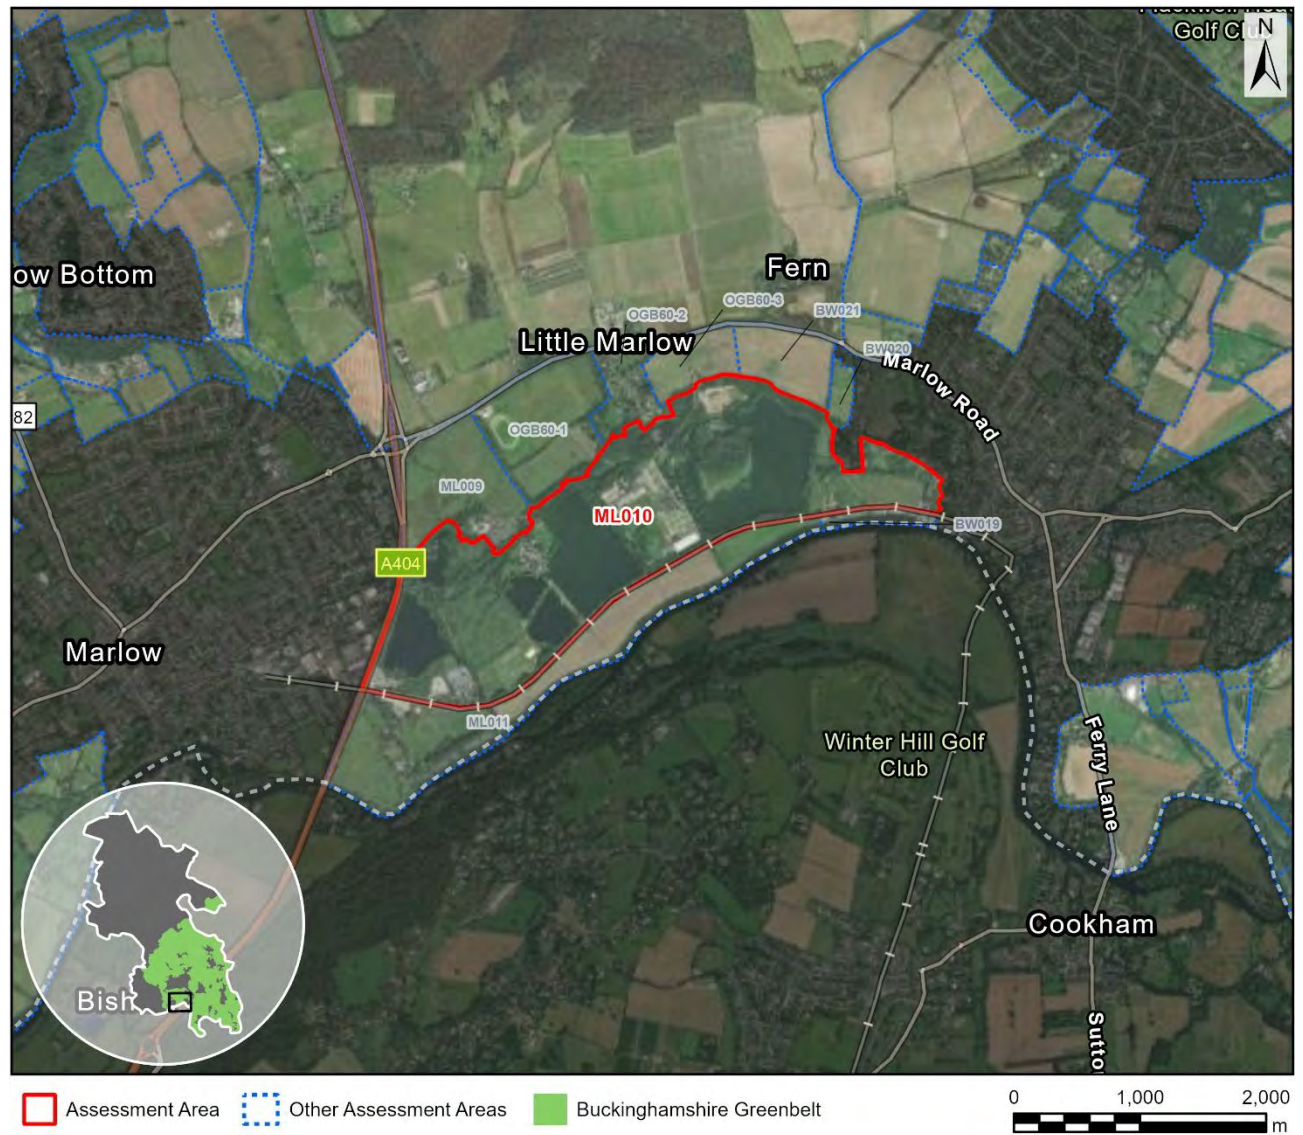 Golf Club
N
Fern
ow Bottom
OGB60-3
BW021
OGB60-2
Little Marlow
BW020
Marlow Road
82
OGB60-1
ML009
ML010
BW019
A404
Marlow
ML011
Winter Hill Golf
Club
Ferry Lane
Cookham
Bish
Sutto
Assessment Area
Other Assessment Areas
Buckinghamshire Greenbelt
0 1,000 2,000
m